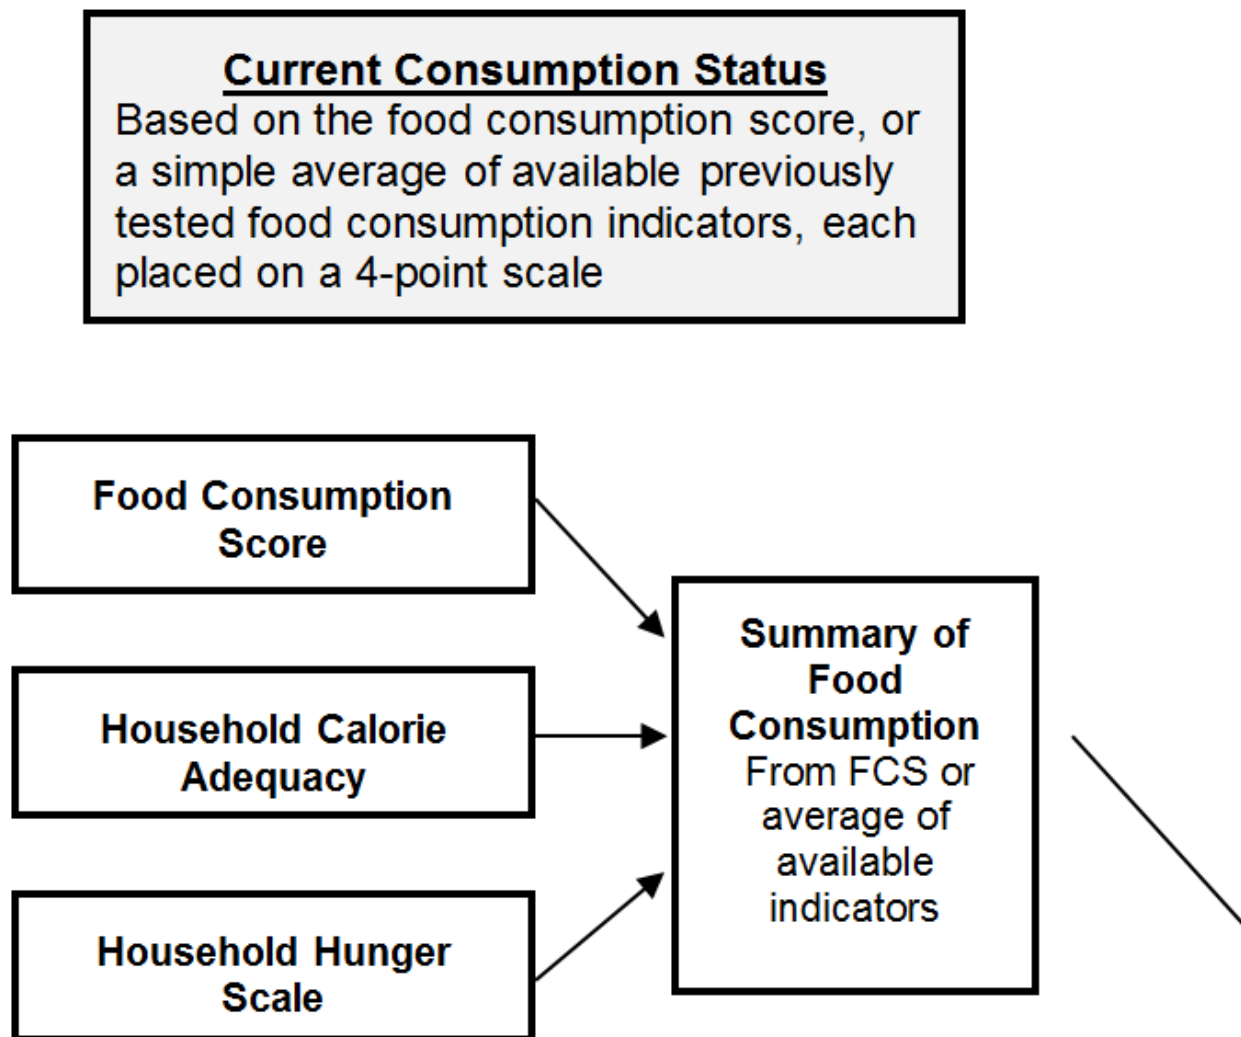 Current Consumption Status
Based on the food consumption score, or
a simple average of available previously
tested food consumption indicators, each
placed on a 4-point scale
Food Consumption
Score
Household Calorie
Adequacy
Household Hunger
Scale
Summary of
Food
Consumption
From FCS or
average of
available
indicators